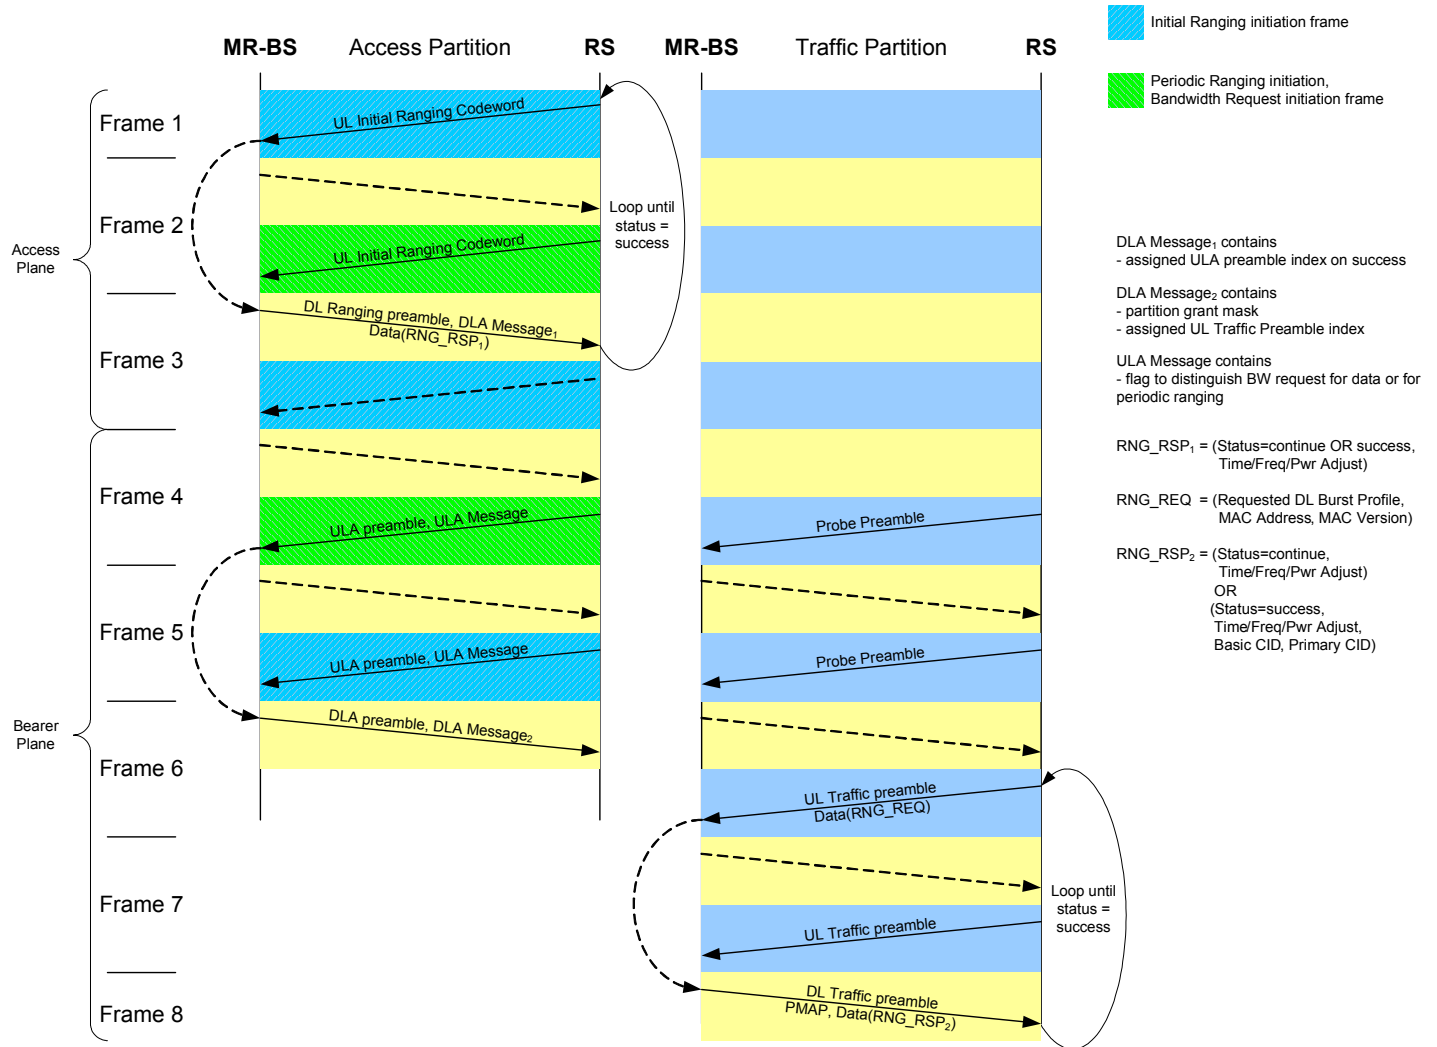 MR-BS Access Partition RS MR-BS Traffic Partition RS
Initial Ranging initiation frame
Periodic Ranging initiation,
Bandwidth Request initiation frame
Access
Plane
Bearer
Plane
Frame 1
Frame 2
Frame 3
Frame 4
Frame 5
Frame 6
Frame 7
Frame 8
UL Initial Ranging Codeword
UL Initial Ranging Codeword
DL Ranging preamble, DLA Message₁
Data(RNG_RSP₁)
Loop until
status =
success
ULA preamble, ULA Message
ULA preamble, ULA Message
DLA preamble, DLA Message₂
Probe Preamble
Probe Preamble
UL Traffic preamble
Data(RNG_REQ)
UL Traffic preamble
DL Traffic preamble
PMAP, Data(RNG_RSP₂)
Loop until
status =
success
DLA Message₁ contains
- assigned ULA preamble index on success
DLA Message₂ contains
- partition grant mask
- assigned UL Traffic Preamble index
ULA Message contains
- flag to distinguish BW request for data or for
periodic ranging
RNG_RSP₁ = (Status=continue OR success,
Time/Freq/Pwr Adjust)
RNG_REQ = (Requested DL Burst Profile,
MAC Address, MAC Version)
RNG_RSP₂ = (Status=continue,
Time/Freq/Pwr Adjust)
OR
(Status=success,
Time/Freq/Pwr Adjust,
Basic CID, Primary CID)